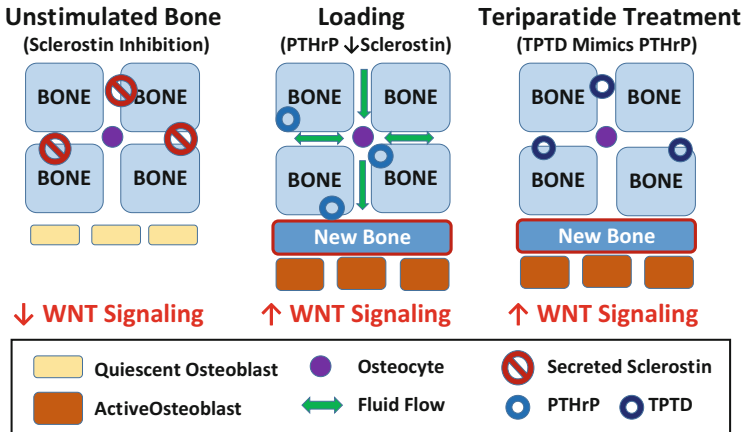 Unstimulated Bone
(Sclerostin Inhibition)
BONE
BONE
BONE
BONE
↓ WNT Signaling
Loading
(PTHrP ↓Sclerostin)
BONE
BONE
BONE
BONE
New Bone
↑ WNT Signaling
Teriparatide Treatment
(TPTD Mimics PTHrP)
BONE
BONE
BONE
BONE
New Bone
↑ WNT Signaling
Quiescent Osteoblast
ActiveOsteoblast
Osteocyte
Fluid Flow
Secreted Sclerostin
PTHrP
TPTD